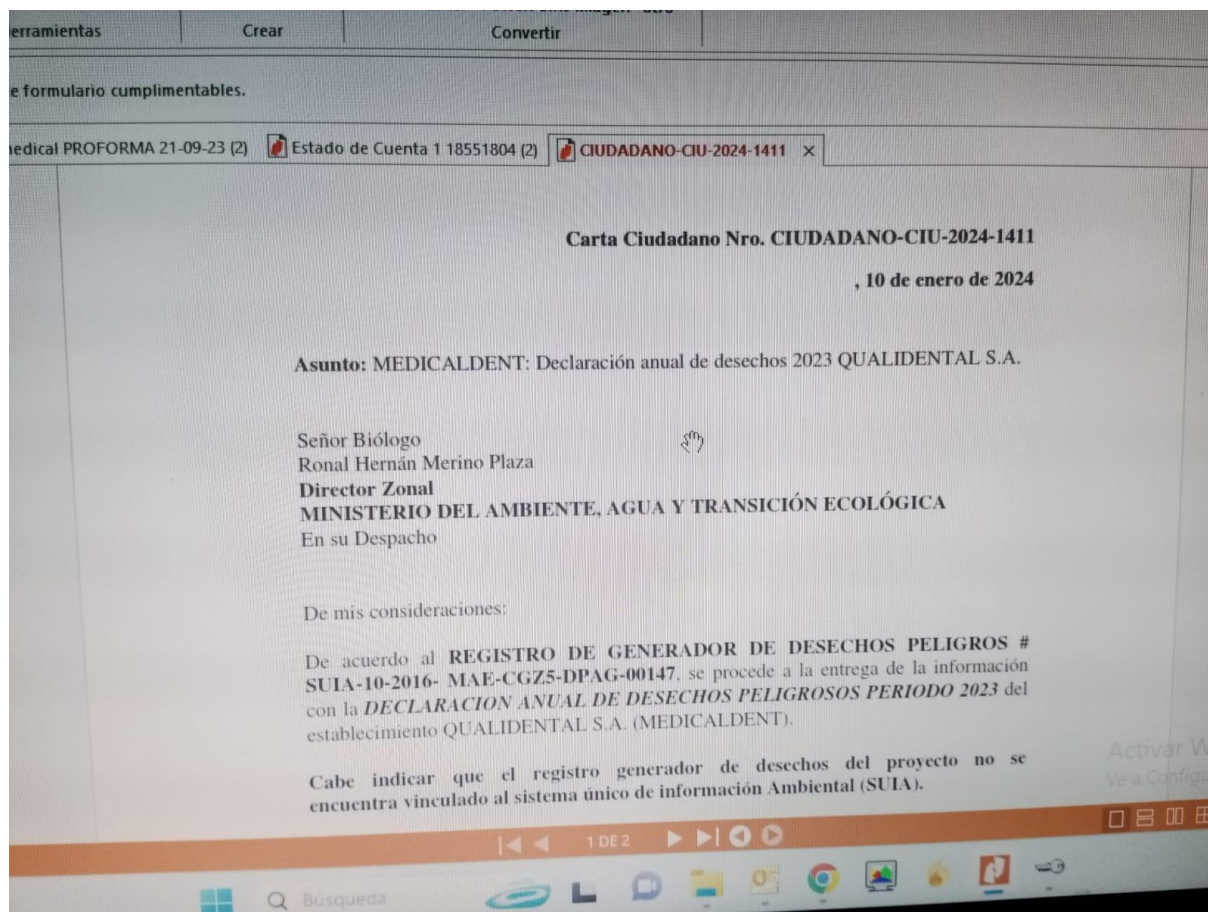 erramientas
Crear
Convertir
e formulario cumplimentables.
edical PROFORMA 21-09-23 (2)
Estado de Cuenta 1 18551804 (2)
CIUDADANO-CIU-2024-1411 ×
Carta Ciudadano Nro. CIUDADANO-CIU-2024-1411
, 10 de enero de 2024
Asunto: MEDICALDENT: Declaración anual de desechos 2023 QUALIDENTAL S.A.
Señor Biólogo
Ronal Hernán Merino Plaza
Director Zonal
MINISTERIO DEL AMBIENTE, AGUA Y TRANSICIÓN ECOLÓGICA
En su Despacho
De mis consideraciones:
De acuerdo al REGISTRO DE GENERADOR DE DESECHOS PELIGROS #
SUIA-10-2016- MAE-CGZ5-DPAG-00147, se procede a la entrega de la información
con la DECLARACION ANUAL DE DESECHOS PELIGROSOS PERIODO 2023 del
establecimiento QUALIDENTAL S.A. (MEDICALDENT).
Cabe indicar que el registro generador de desechos del proyecto no se
encuentra vinculado al sistema único de información Ambiental (SUIA).
Activar W
Ve a Configu
1 DE 2
Búsqueda